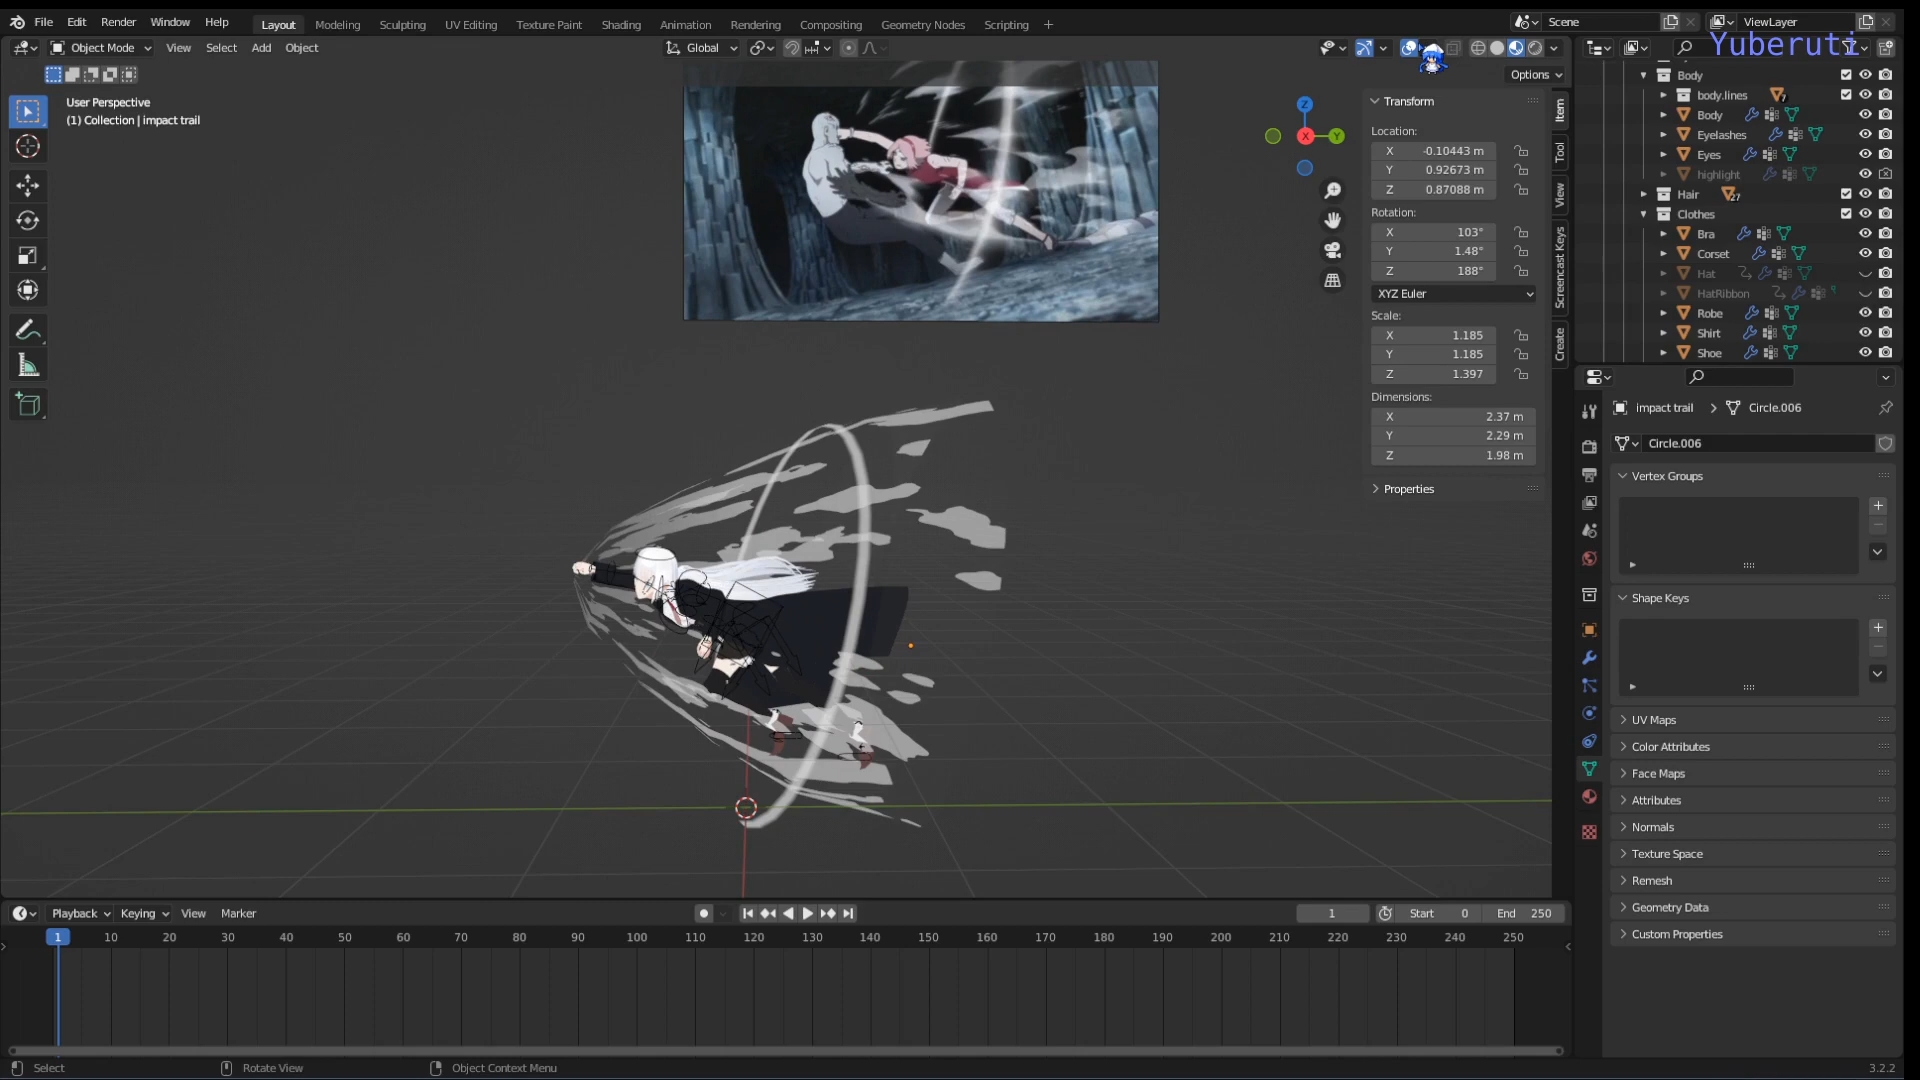 File Edit Render Window Help Layout Modeling Sculpting UV Editing Texture Paint Shading Animation Rendering Compositing Geometry Nodes Scripting + Scene ViewLayer
Yuberuti
Object Mode View Select Add Object Global
Options
User Perspective
(1) Collection | impact trail
Transform
Location:
X -0.10443 m
Y 0.92673 m
Z 0.87088 m
Rotation:
X 103°
Y 1.48°
Z 188°
XYZ Euler
Scale:
X 1.185
Y 1.185
Z 1.397
Dimensions:
X 2.37 m
Y 2.29 m
Z 1.98 m
Properties
Z
X Y
Item
Tool
View
Screencast Keys
Create
Body
body.lines 7
Body
Eyelashes
Eyes
highlight
Hair 27
Clothes
Bra
Corset
Hat
HatRibbon
Robe
Shirt
Shoe
impact trail > Circle.006
Circle.006
Vertex Groups
Shape Keys
UV Maps
Color Attributes
Face Maps
Attributes
Normals
Texture Space
Remesh
Geometry Data
Custom Properties
Playback Keying View Marker 1 Start 0 End 250
1 10 20 30 40 50 60 70 80 90 100 110 120 130 140 150 160 170 180 190 200 210 220 230 240 250
Select Rotate View Object Context Menu 3.2.2